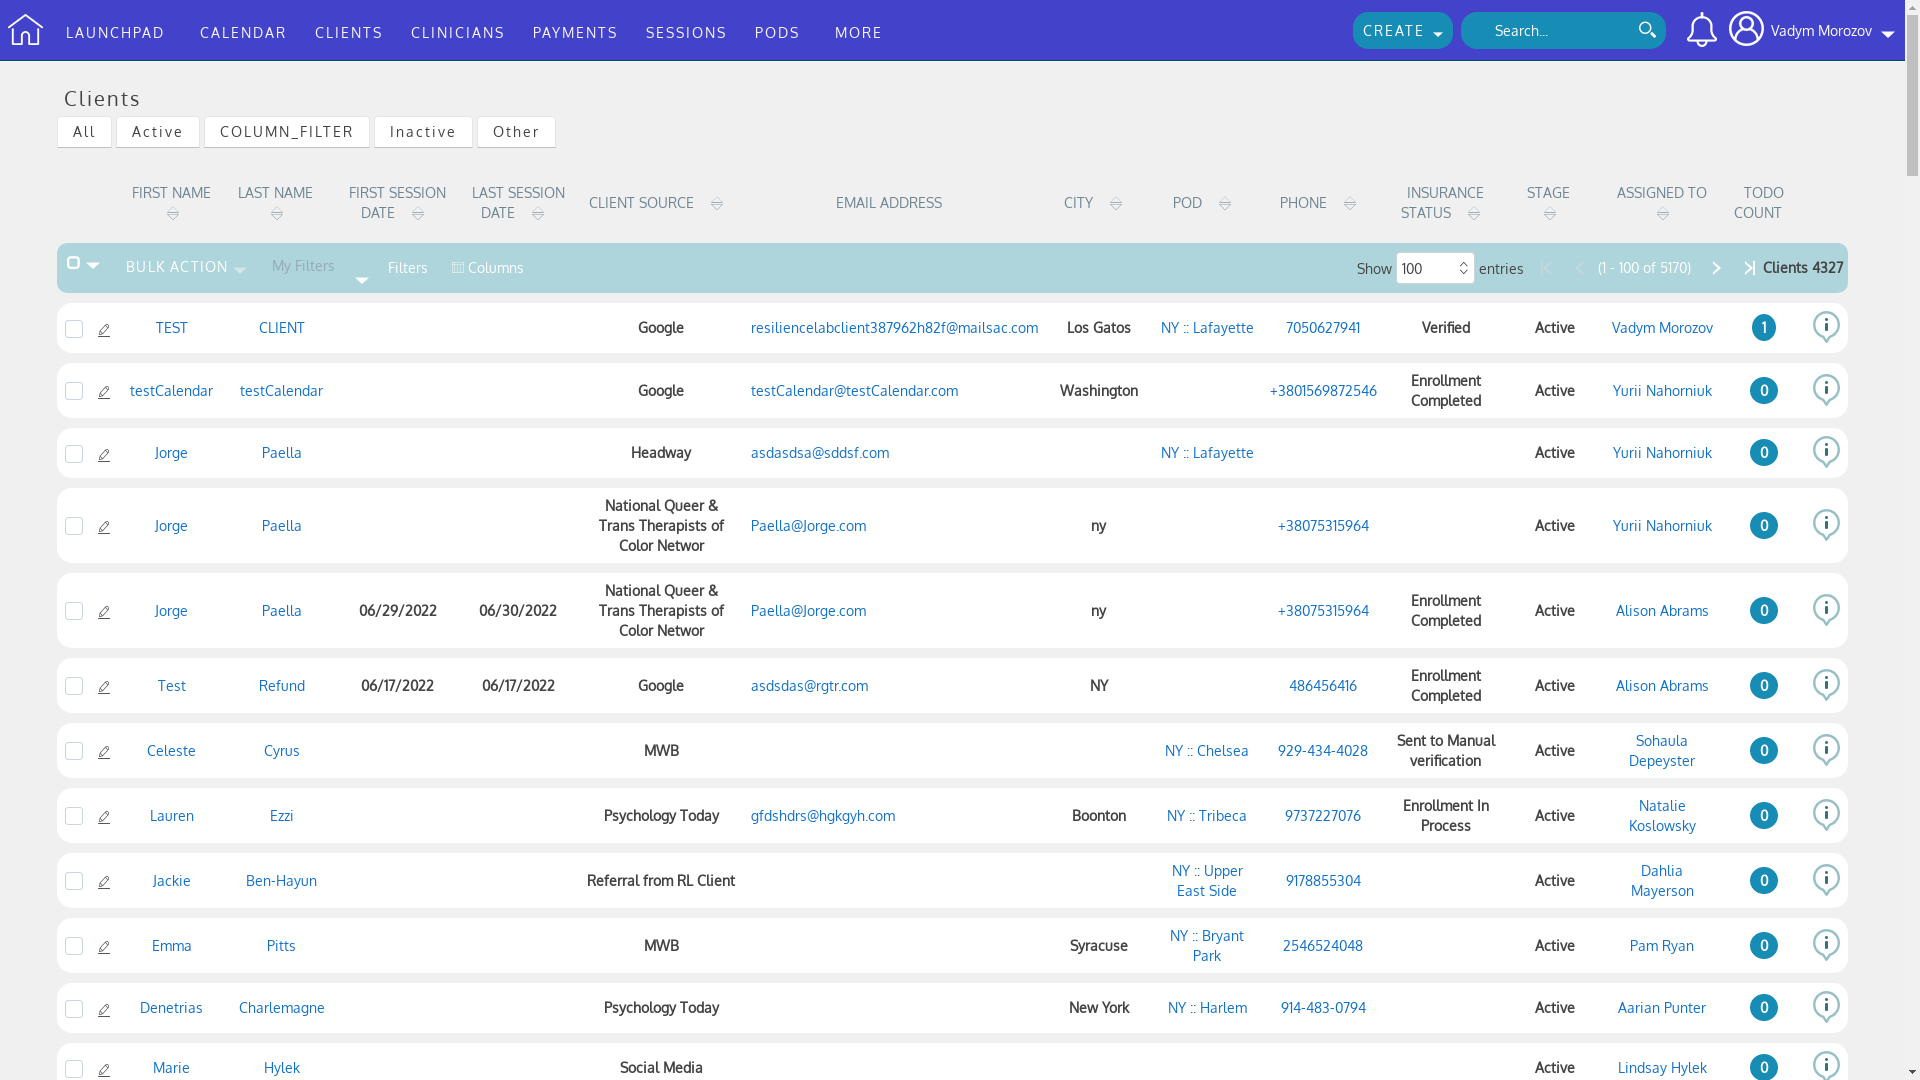 LAUNCHPAD CALENDAR CLIENTS CLINICIANS PAYMENTS SESSIONS PODS MORE CREATE Search... Vadym Morozov
Clients
All Active COLUMN_FILTER Inactive Other
FIRST NAME LAST NAME FIRST SESSION DATE LAST SESSION DATE CLIENT SOURCE EMAIL ADDRESS CITY POD PHONE INSURANCE STATUS STAGE ASSIGNED TO TODO COUNT
BULK ACTION My Filters Filters Columns Show 100 entries (1 - 100 of 5170) Clients 4327
TEST CLIENT Google resiliencelabclient387962h82f@mailsac.com Los Gatos NY :: Lafayette 7050627941 Verified Active Vadym Morozov 1
testCalendar testCalendar Google testCalendar@testCalendar.com Washington +3801569872546 Enrollment Completed Active Yurii Nahorniuk 0
Jorge Paella Headway asdasdsa@sddsf.com NY :: Lafayette Active Yurii Nahorniuk 0
Jorge Paella National Queer & Trans Therapists of Color Networ Paella@Jorge.com ny +38075315964 Active Yurii Nahorniuk 0
Jorge Paella 06/29/2022 06/30/2022 National Queer & Trans Therapists of Color Networ Paella@Jorge.com ny +38075315964 Enrollment Completed Active Alison Abrams 0
Test Refund 06/17/2022 06/17/2022 Google asdsdas@rgtr.com NY 486456416 Enrollment Completed Active Alison Abrams 0
Celeste Cyrus MWB NY :: Chelsea 929-434-4028 Sent to Manual verification Active Sohaula Depeyster 0
Lauren Ezzi Psychology Today gfdshdrs@hgkgyh.com Boonton NY :: Tribeca 9737227076 Enrollment In Process Active Natalie Koslowsky 0
Jackie Ben-Hayun Referral from RL Client NY :: Upper East Side 9178855304 Active Dahlia Mayerson 0
Emma Pitts MWB Syracuse NY :: Bryant Park 2546524048 Active Pam Ryan 0
Denetrias Charlemagne Psychology Today New York NY :: Harlem 914-483-0794 Active Aarian Punter 0
Marie Hylek Social Media Active Lindsay Hylek 0